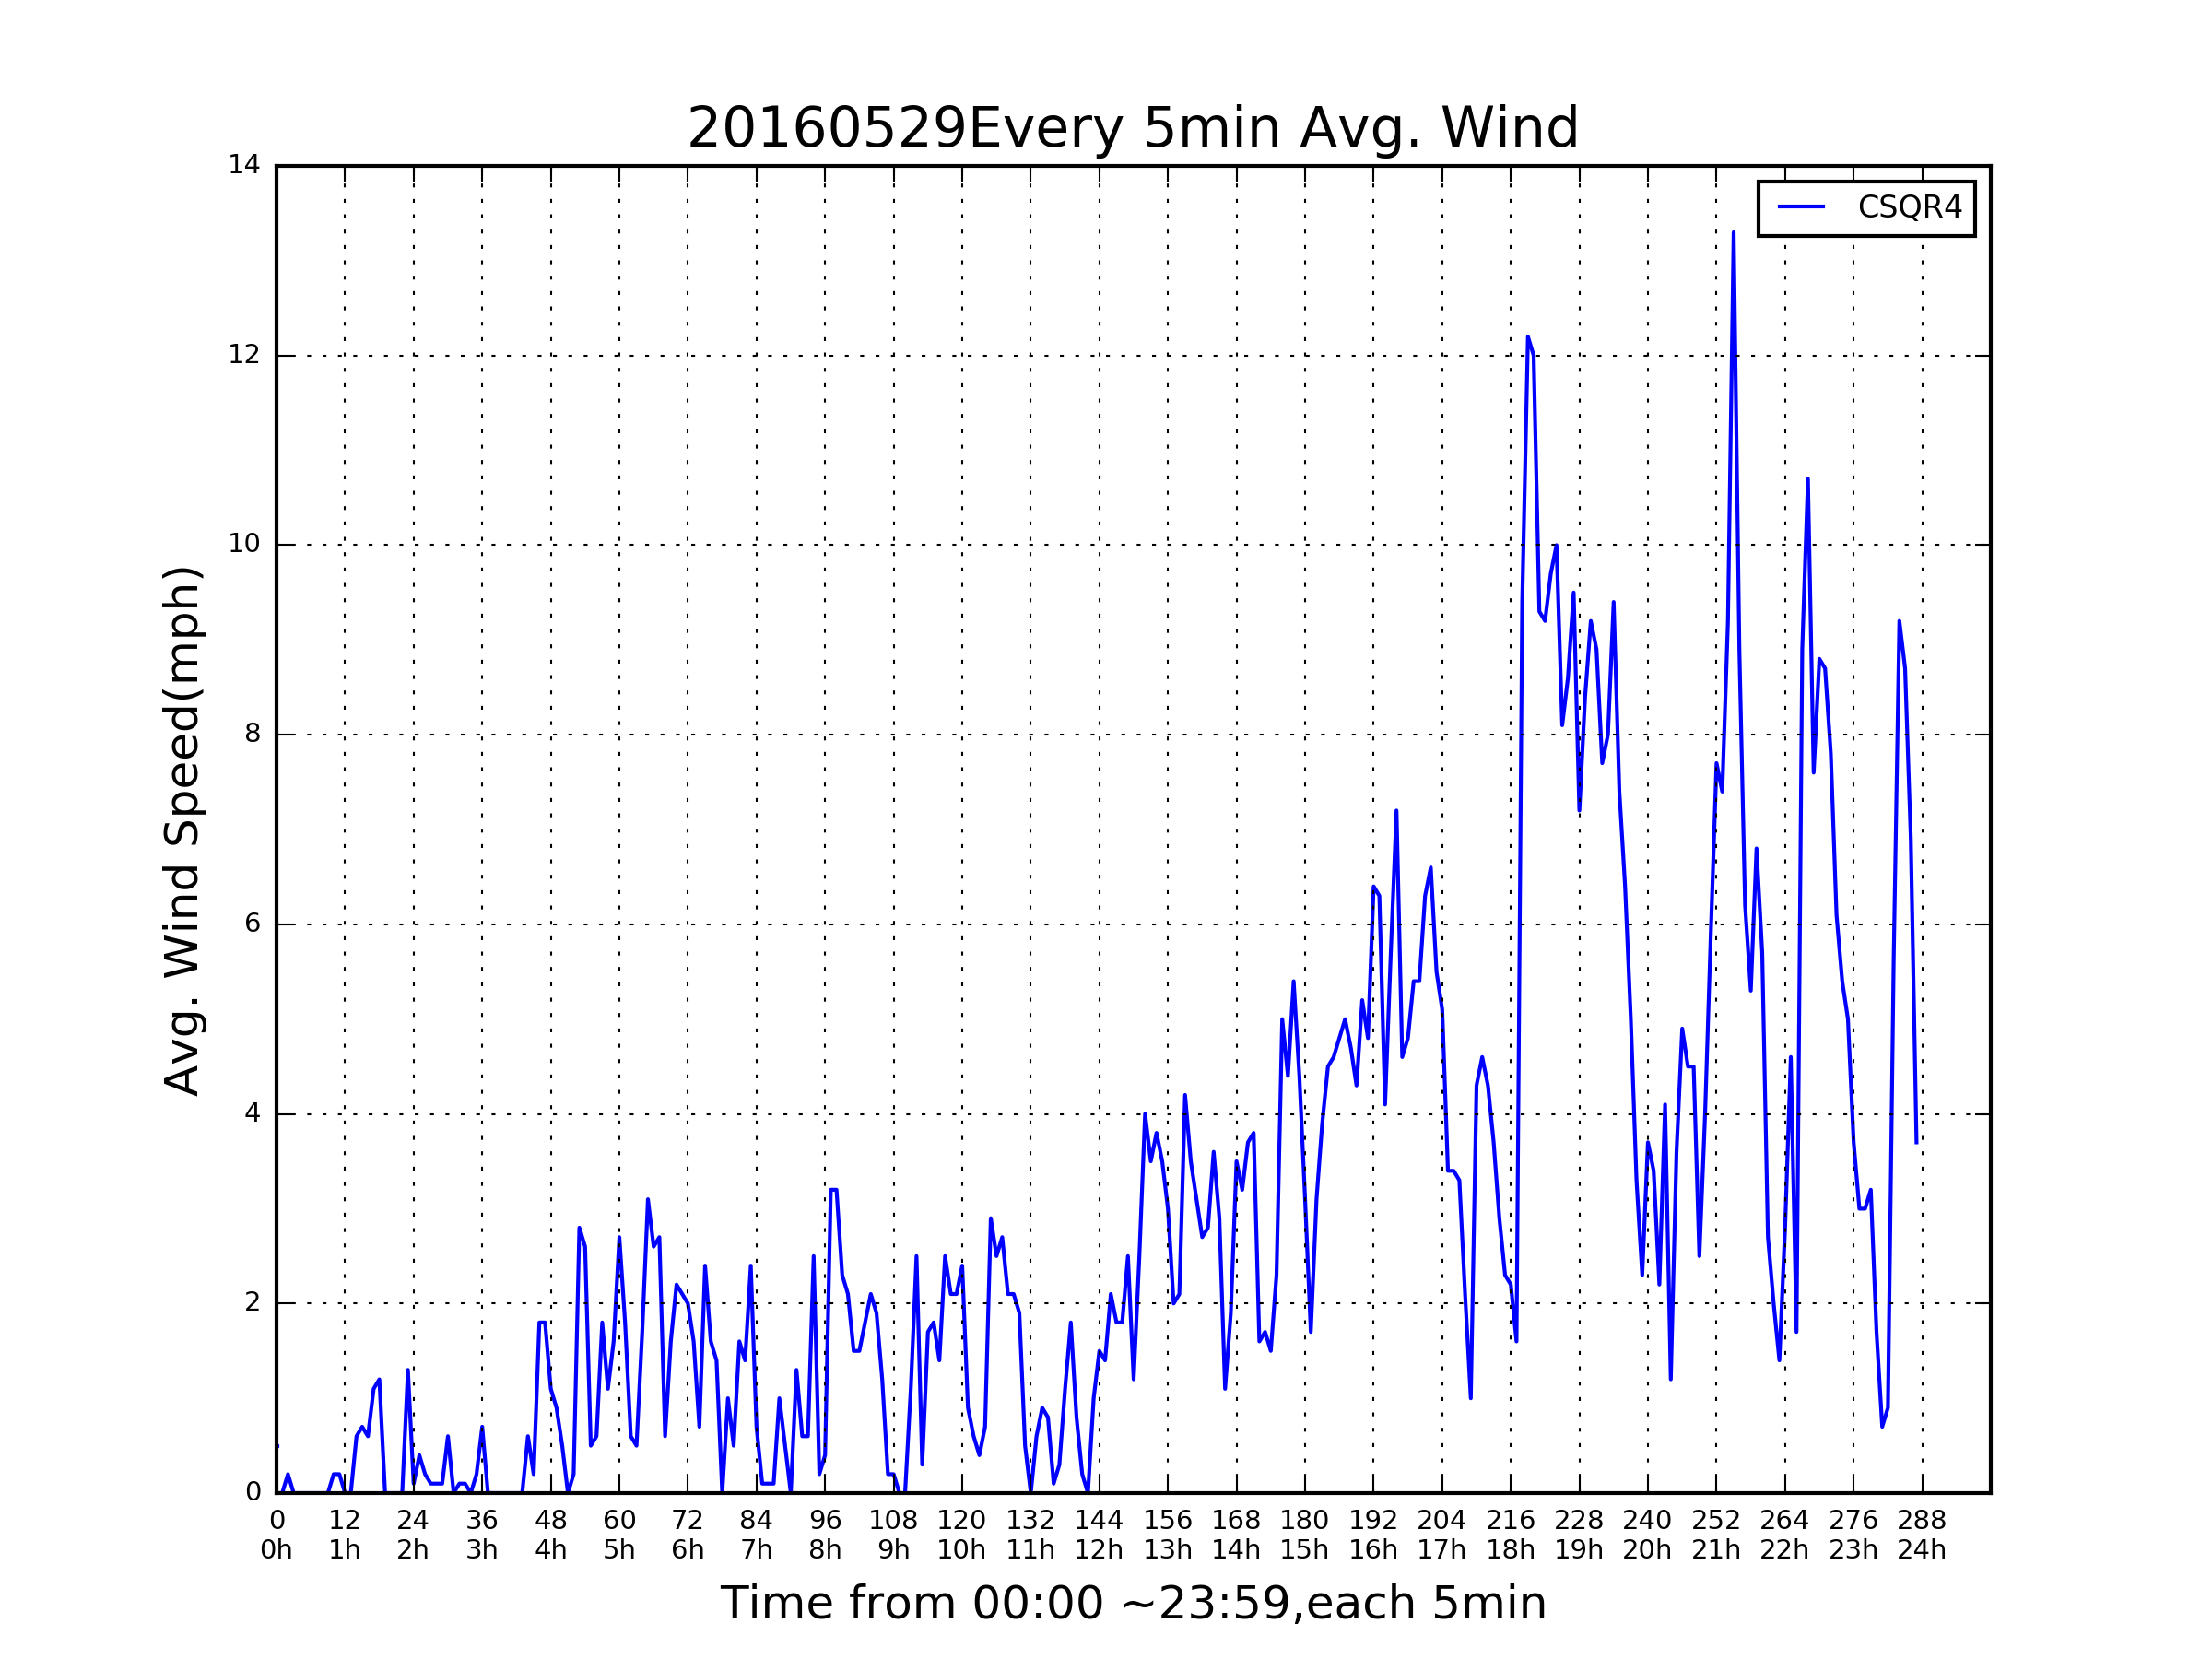 20160529Every 5min Avg. Wind
CSQR4
Avg. Wind Speed(mph)
14
12
10
8
6
4
2
0
0 12 24 36 48 60 72 84 96 108 120 132 144 156 168 180 192 204 216 228 240 252 264 276 288
0h 1h 2h 3h 4h 5h 6h 7h 8h 9h 10h 11h 12h 13h 14h 15h 16h 17h 18h 19h 20h 21h 22h 23h 24h
Time from 00:00 ~23:59,each 5min